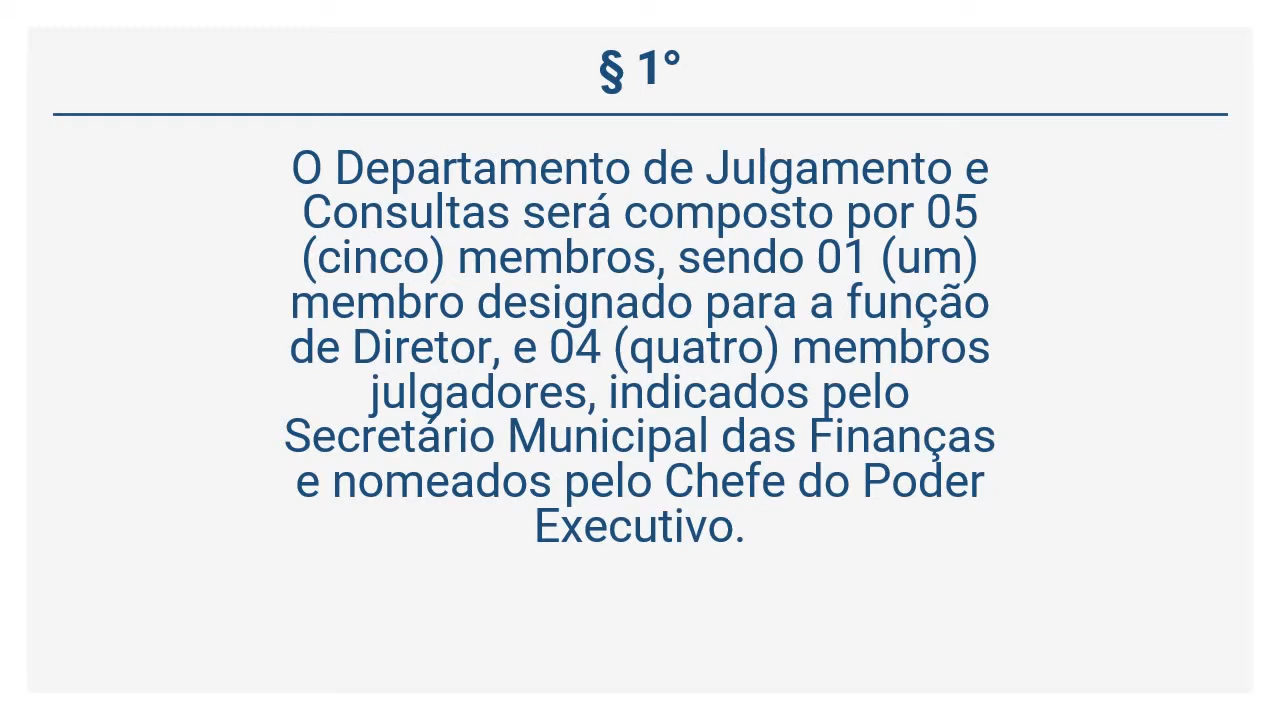 § 1°
O Departamento de Julgamento e
Consultas será composto por 05
(cinco) membros, sendo 01 (um)
membro designado para a função
de Diretor, e 04 (quatro) membros
julgadores, indicados pelo
Secretário Municipal das Finanças
e nomeados pelo Chefe do Poder
Executivo.